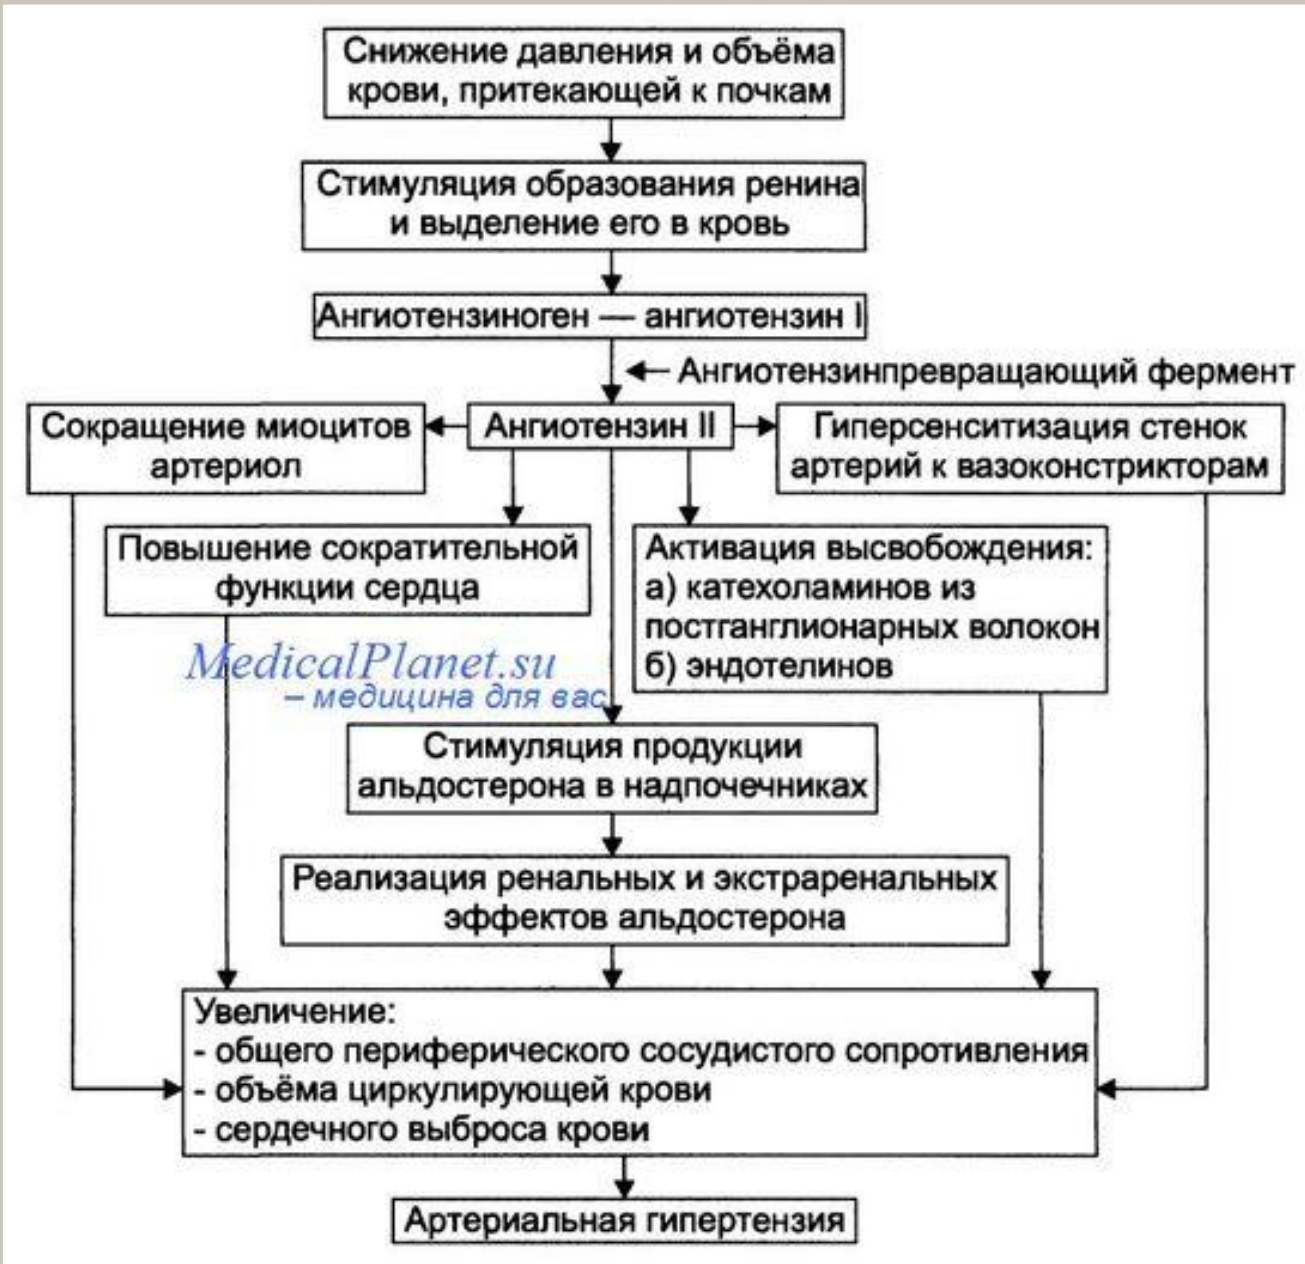 Снижение давления и объёма
крови, притекающей к почкам
Стимуляция образования ренина
и выделение его в кровь
Ангиотензиноген — ангиотензин I
Ангиотензинпревращающий фермент
Сокращение миоцитов
артериол
Ангиотензин II
Гиперсенситизация стенок
артерий к вазоконстрикторам
Повышение сократительной
функции сердца
Активация высвобождения:
а) катехоламинов из
постганглионарных волокон
б) эндотелинов
MedicalPlanet.su
– медицина для вас
Стимуляция продукции
альдостерона в надпочечниках
Реализация ренальных и экстраренальных
эффектов альдостерона
Увеличение:
- общего периферического сосудистого сопротивления
- объёма циркулирующей крови
- сердечного выброса крови
Артериальная гипертензия